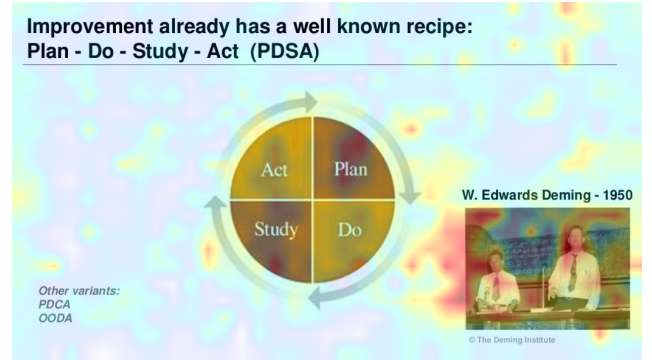 Improvement already has a well known recipe:
Plan - Do - Study - Act (PDSA)
Act
Plan
Study
Do
W. Edwards Deming - 1950
Other variants:
PDCA
OODA
© The Deming Institute